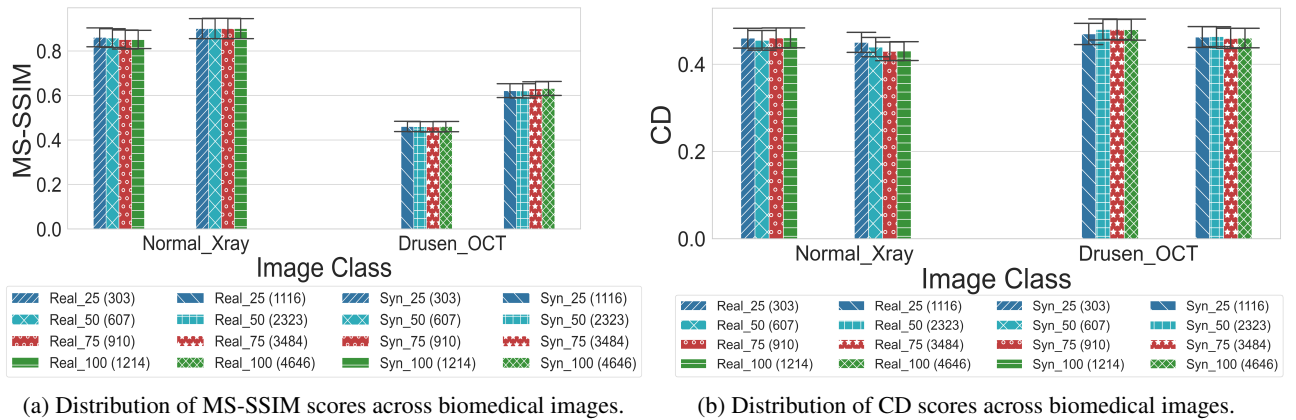 MS-SSIM
0.8
0.6
0.4
0.2
0.0
Normal_Xray Drusen_OCT
Image Class
Real_25 (303) Real_25 (1116) Syn_25 (303) Syn_25 (1116)
Real_50 (607) Real_50 (2323) Syn_50 (607) Syn_50 (2323)
Real_75 (910) Real_75 (3484) Syn_75 (910) Syn_75 (3484)
Real_100 (1214) Real_100 (4646) Syn_100 (1214) Syn_100 (4646)
(a) Distribution of MS-SSIM scores across biomedical images.
CD
0.4
0.2
0.0
Normal_Xray Drusen_OCT
Image Class
Real_25 (303) Real_25 (1116) Syn_25 (303) Syn_25 (1116)
Real_50 (607) Real_50 (2323) Syn_50 (607) Syn_50 (2323)
Real_75 (910) Real_75 (3484) Syn_75 (910) Syn_75 (3484)
Real_100 (1214) Real_100 (4646) Syn_100 (1214) Syn_100 (4646)
(b) Distribution of CD scores across biomedical images.